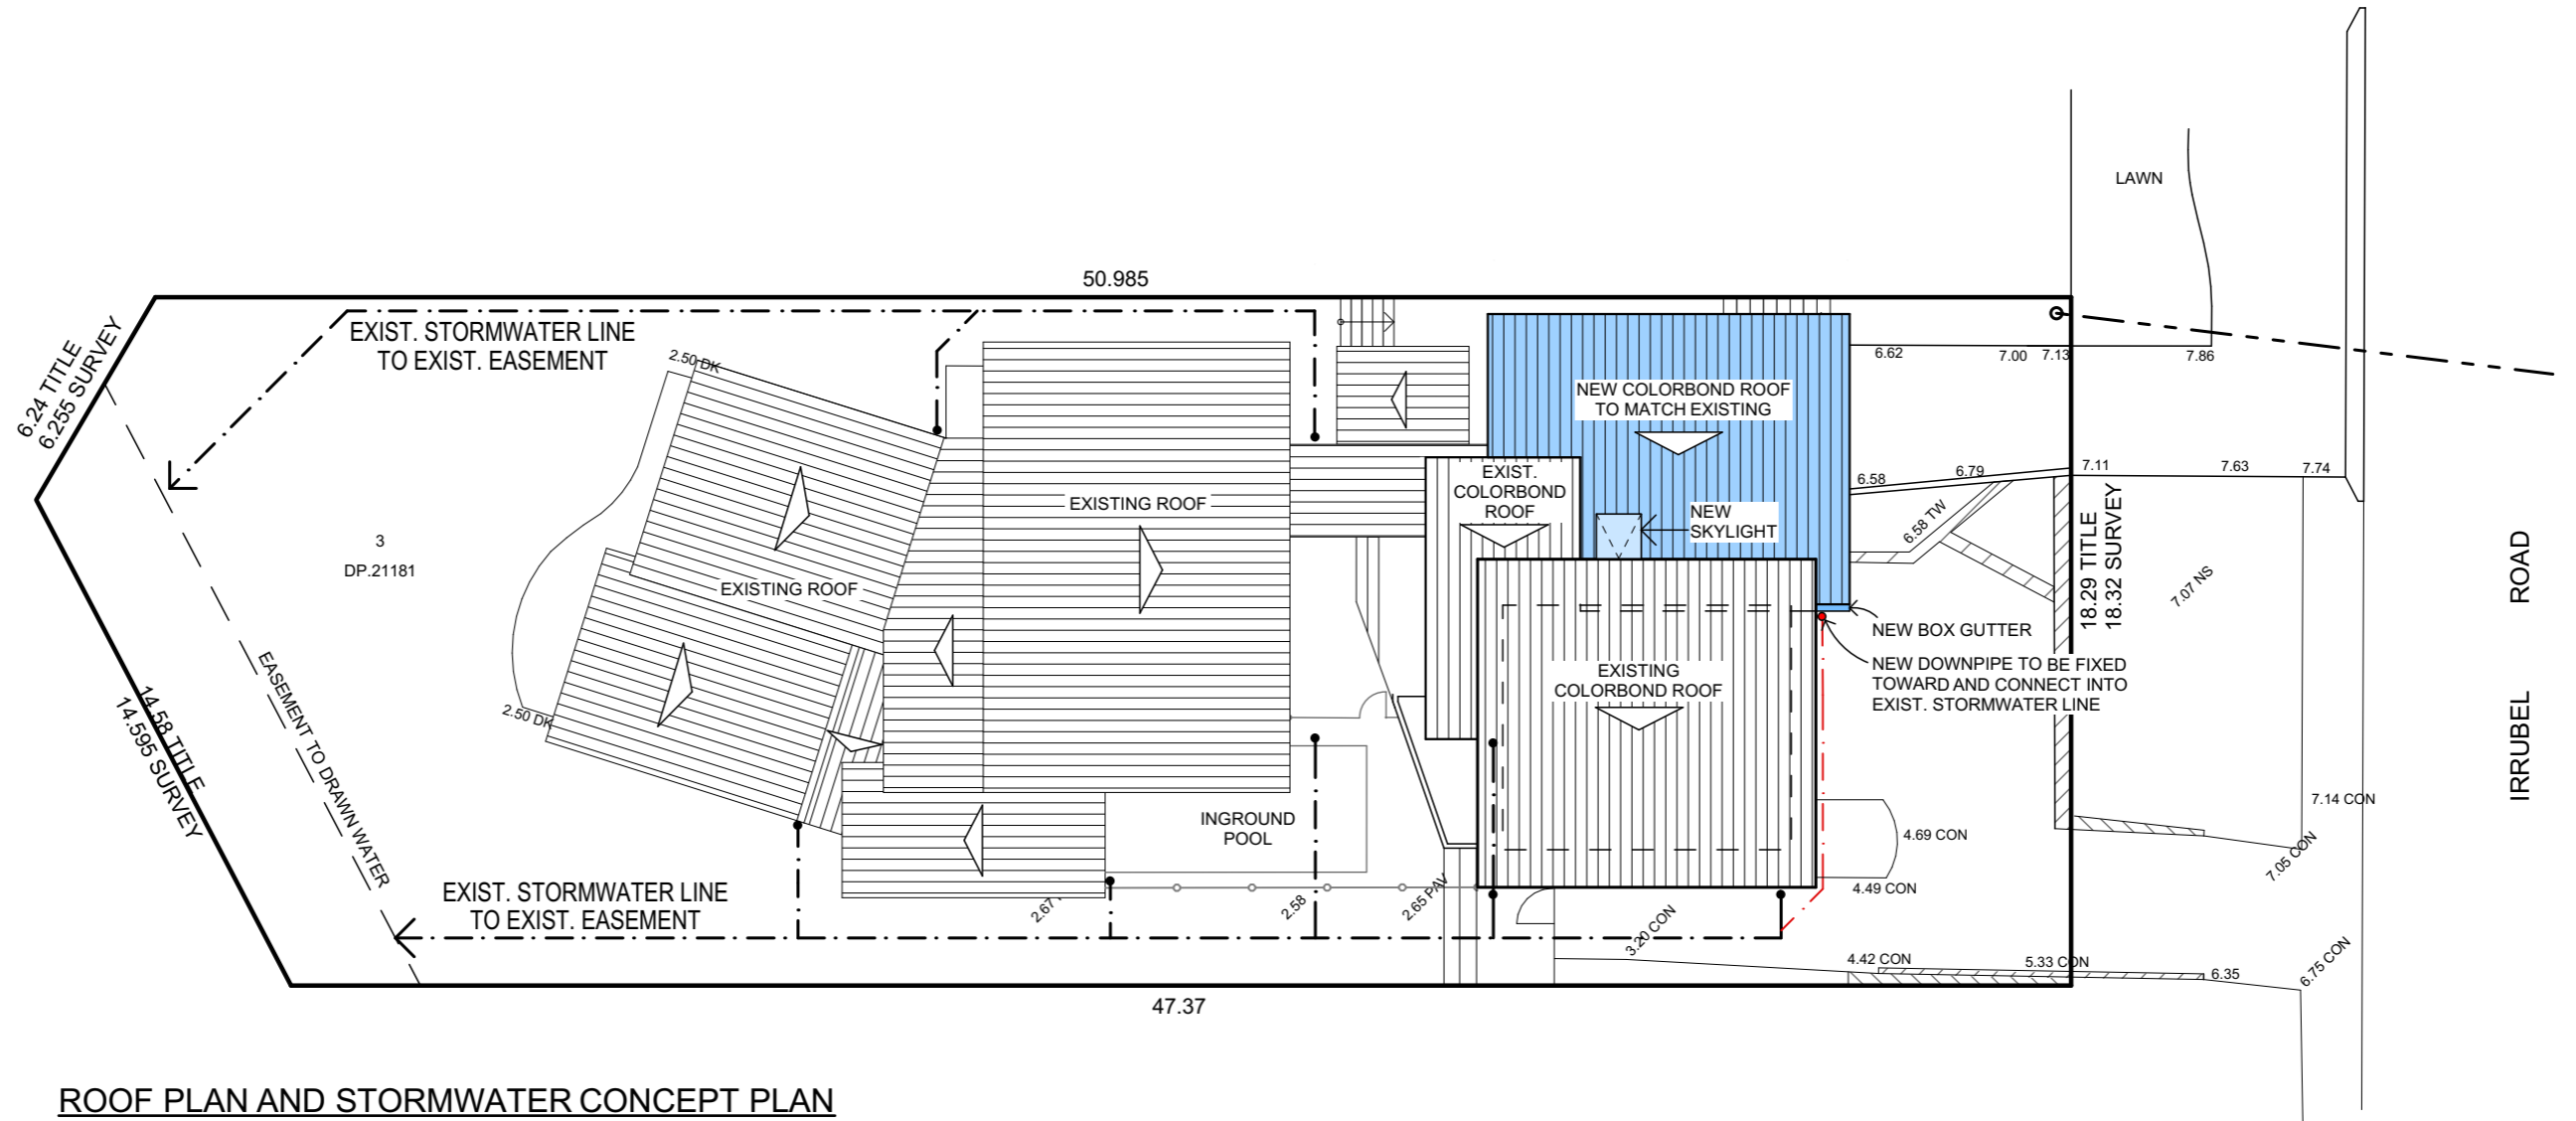 LAWN
50.985
EXIST. STORMWATER LINE
TO EXIST. EASEMENT
6.24 TITLE
6.255 SURVEY
2.50 DK
6.62
7.00
7.13
7.86
NEW COLORBOND ROOF
TO MATCH EXISTING
EXIST.
COLORBOND
ROOF
6.58
6.79
7.11
7.63
7.74
EXISTING ROOF
NEW
SKYLIGHT
6.58 TW
18.29 TITLE
18.32 SURVEY
3
DP.21181
EXISTING ROOF
7.07 NS
IRRUBEL ROAD
NEW BOX GUTTER
NEW DOWNPIPE TO BE FIXED
TOWARD AND CONNECT INTO
EXIST. STORMWATER LINE
EXISTING
COLORBOND ROOF
EASEMENT TO DRAWN WATER
14.58 TITLE
14.595 SURVEY
2.50 DK
INGROUND
POOL
7.14 CON
4.69 CON
7.05 CON
4.49 CON
EXIST. STORMWATER LINE
TO EXIST. EASEMENT
2.67
2.58
2.65 PAV
3.20 CON
4.42 CON
5.33 CON
6.35
6.75 CON
47.37
ROOF PLAN AND STORMWATER CONCEPT PLAN